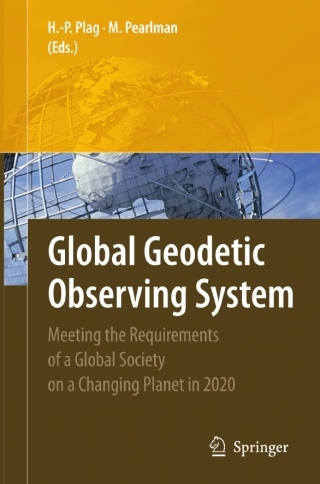 H.-P. Plag · M. Pearlman
(Eds.)
Global Geodetic
Observing System
Meeting the Requirements
of a Global Society
on a Changing Planet in 2020
Springer